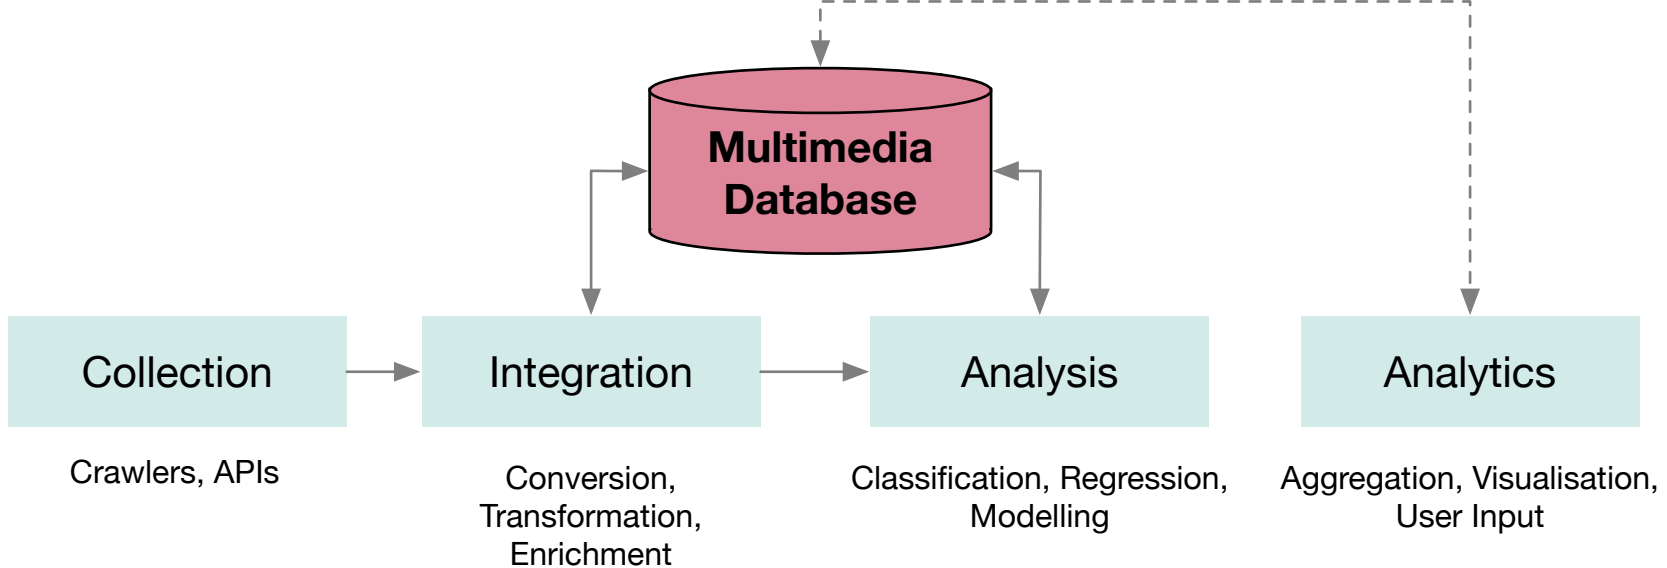 Multimedia
Database
Collection
Integration
Analysis
Analytics
Crawlers, APIs
Conversion,
Transformation,
Enrichment
Classification, Regression,
Modelling
Aggregation, Visualisation,
User Input